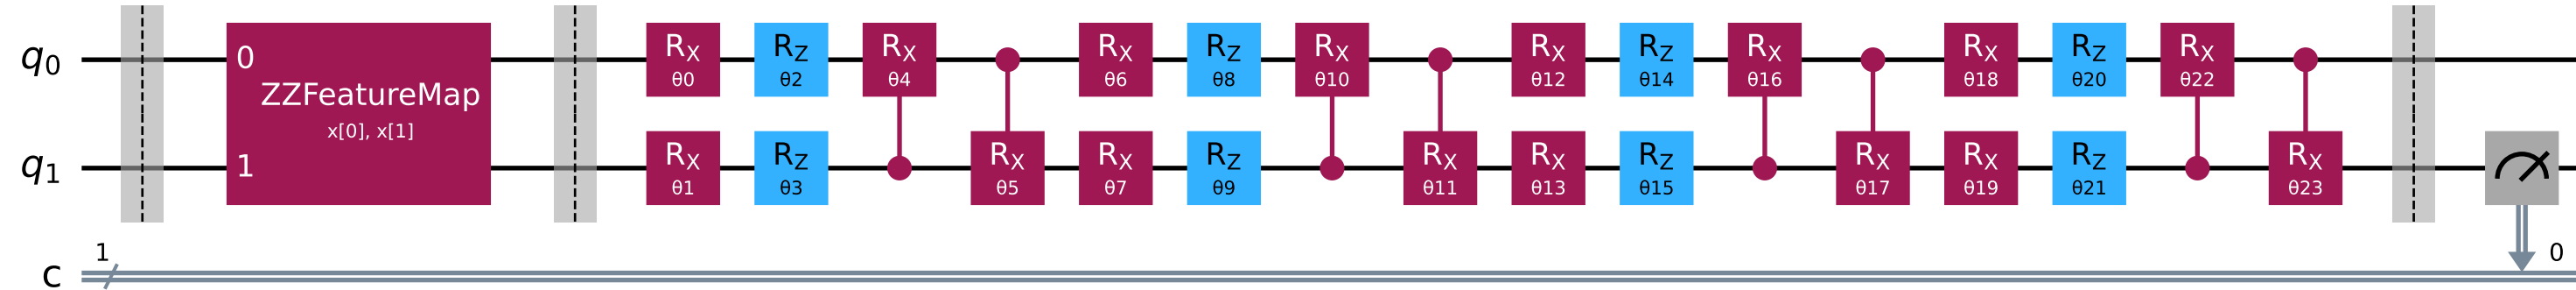 q0 0 ZZFeatureMap RX RZ RX RX RZ RX RX RZ RX RX RZ RX
x[0], x[1] θ0 θ2 θ4 θ6 θ8 θ10 θ12 θ14 θ16 θ18 θ20 θ22
q1 1 RX RZ RX RX RZ RX RX RZ RX RX RZ RX
θ1 θ3 θ5 θ7 θ9 θ11 θ13 θ15 θ17 θ19 θ21 θ23
1 0
c